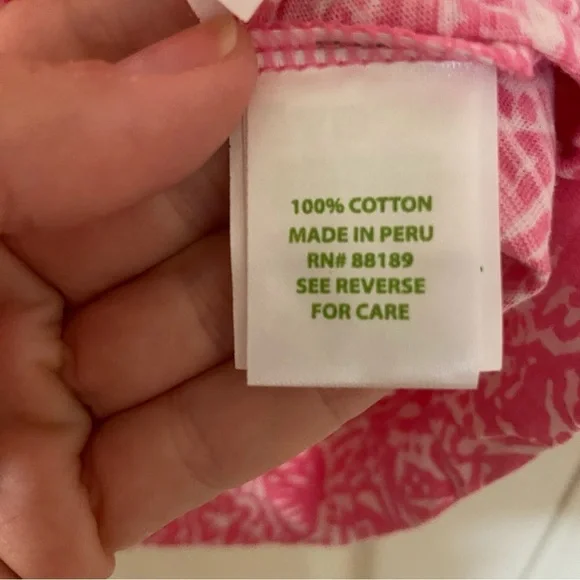 100% COTTON
MADE IN PERU
RN# 88189
SEE REVERSE
FOR CARE